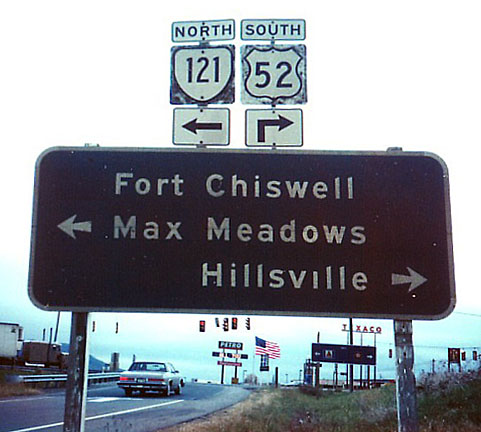 NORTH SOUTH
121 52
Fort Chiswell
Max Meadows
Hillsville
TEXACO
PETRO